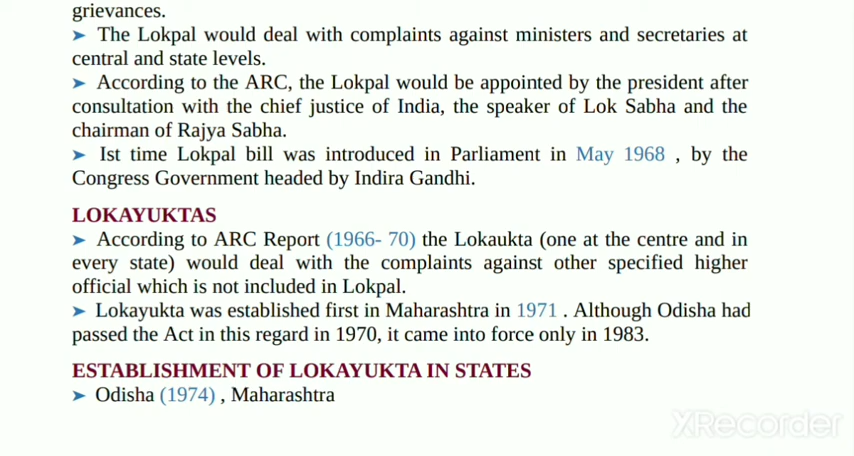 grievances.
➤ The Lokpal would deal with complaints against ministers and secretaries at
central and state levels.
➤ According to the ARC, the Lokpal would be appointed by the president after
consultation with the chief justice of India, the speaker of Lok Sabha and the
chairman of Rajya Sabha.
➤ Ist time Lokpal bill was introduced in Parliament in May 1968 , by the
Congress Government headed by Indira Gandhi.
LOKAYUKTAS
➤ According to ARC Report (1966- 70) the Lokaukta (one at the centre and in
every state) would deal with the complaints against other specified higher
official which is not included in Lokpal.
➤ Lokayukta was established first in Maharashtra in 1971 . Although Odisha had
passed the Act in this regard in 1970, it came into force only in 1983.
ESTABLISHMENT OF LOKAYUKTA IN STATES
➤ Odisha (1974) , Maharashtra
XRecorder